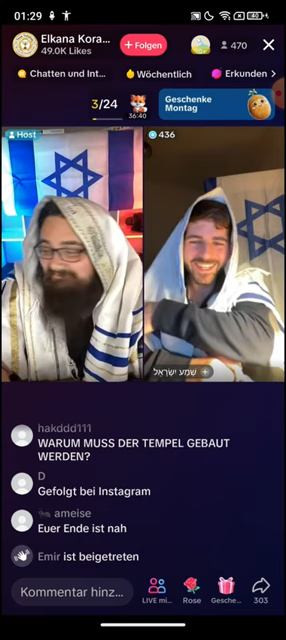 01:29
40
Elkana Kora...
49.0K Likes
+ Folgen
470
Chatten und Int...
Wöchentlich
Erkunden
3/24
36:40
Geschenke
Montag
Host
436
שמע ישראל +
hakddd111
WARUM MUSS DER TEMPEL GEBAUT
WERDEN?
D
Gefolgt bei Instagram
ameise
Euer Ende ist nah
Emir ist beigetreten
Kommentar hinz...
LIVE mi...
Rose
Gesche...
303